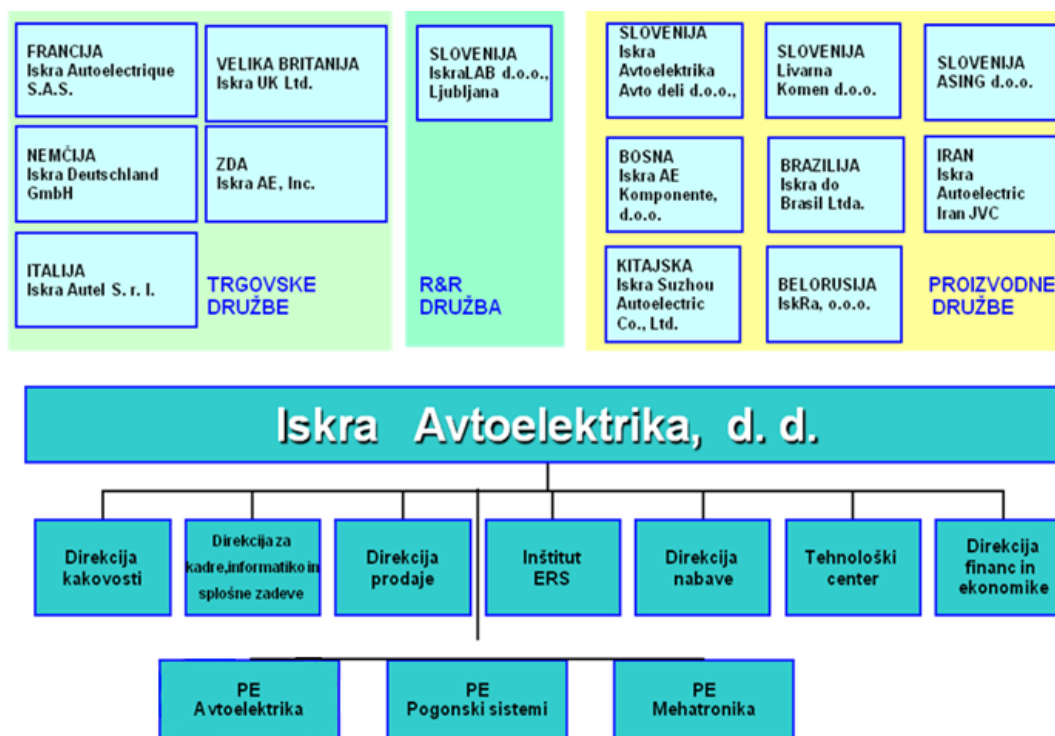 FRANCIJA
Iskra Autoelectrique
S.A.S.
VELIKA BRITANIJA
Iskra UK Ltd.
NEMČIJA
Iskra Deutschland
GmbH
ZDA
Iskra AE, Inc.
ITALIJA
Iskra Autel S. r. l.
TRGOVSKE
DRUŽBE
SLOVENIJA
IskraLAB d.o.o.,
Ljubljana
R&R
DRUŽBA
SLOVENIJA
Iskra
Avtoelektrika
Avto deli d.o.o.,
SLOVENIJA
Livarna
Komen d.o.o.
SLOVENIJA
ASING d.o.o.
BOSNA
Iskra AE
Komponente,
d.o.o.
BRAZILIJA
Iskra do
Brasil Ltda.
IRAN
Iskra
Autoelectric
Iran JVC
KITAJSKA
Iskra Suzhou
Autoelectric
Co., Ltd.
BELORUSIJA
IskRa, o.o.o.
PROIZVODNE
DRUŽBE
Iskra Avtoelektrika, d. d.
Direkcija
kakovosti
Direkcija za
kadre,informatiko in
splošne zadeve
Direkcija
prodaje
Inštitut
ERS
Direkcija
nabave
Tehnološki
center
Direkcija
financ in
ekonomike
PE
Avtoelektrika
PE
Pogonski sistemi
PE
Mehatronika